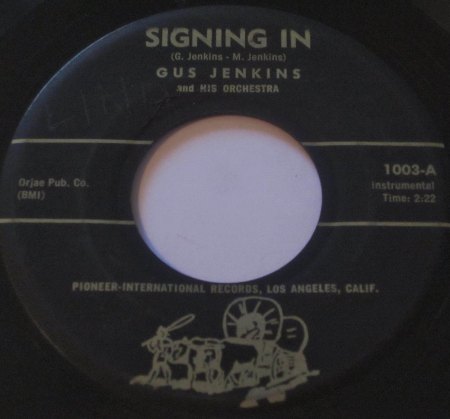 SIGNING IN
(G. Jenkins - M. Jenkins)
GUS JENKINS
and HIS ORCHESTRA
Orjae Pub. Co.
(BMI)
1003-A
Instrumental
Time: 2:22
PIONEER-INTERNATIONAL RECORDS, LOS ANGELES, CALIF.